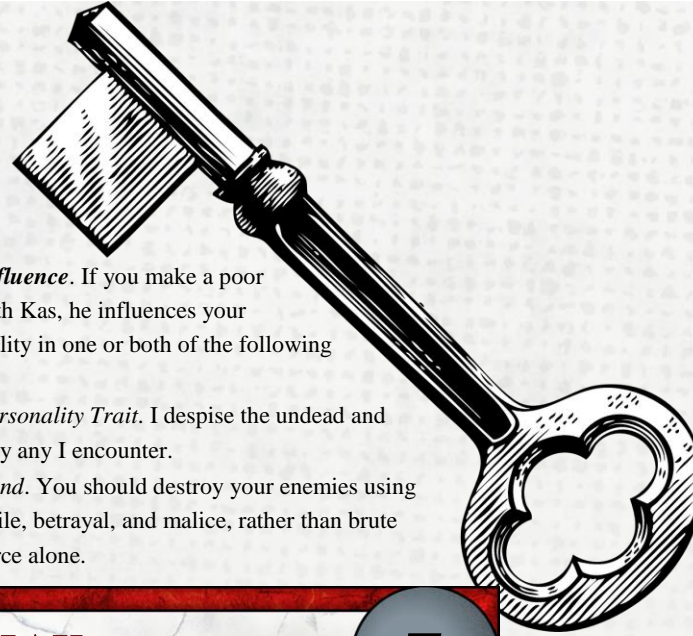 fluence. If you make a poor
th Kas, he influences your
lity in one or both of the following
ersonality Trait. I despise the undead and
y any I encounter.
nd. You should destroy your enemies using
ile, betrayal, and malice, rather than brute
rce alone.